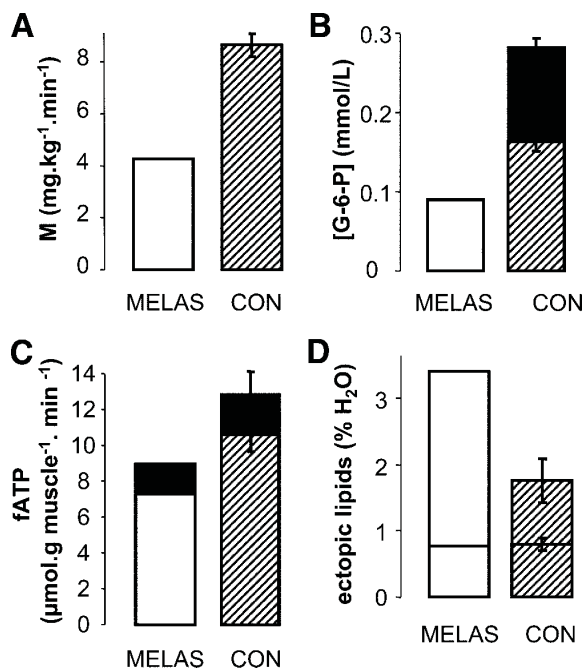 A
M (mg.kg-1.min-1)
8
6
4
2
0
MELAS CON
B
[G-6-P] (mmol/L)
0.3
0.2
0.1
0
MELAS CON
C
fATP
(µmol.g muscle-1. min -1)
14
12
10
8
6
4
2
0
MELAS CON
D
ectopic lipids (% H2O)
3
2
1
0
MELAS CON